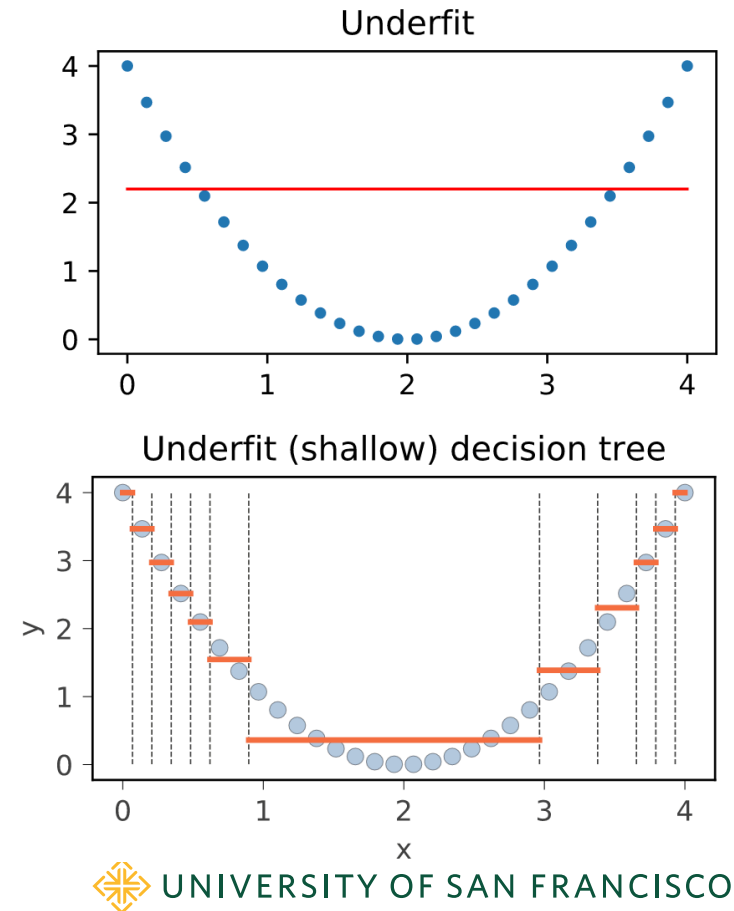 Underfit
4
3
2
1
0
0 1 2 3 4
Underfit (shallow) decision tree
4
3
2
1
0
y
0 1 2 3 4
x
UNIVERSITY OF SAN FRANCISCO